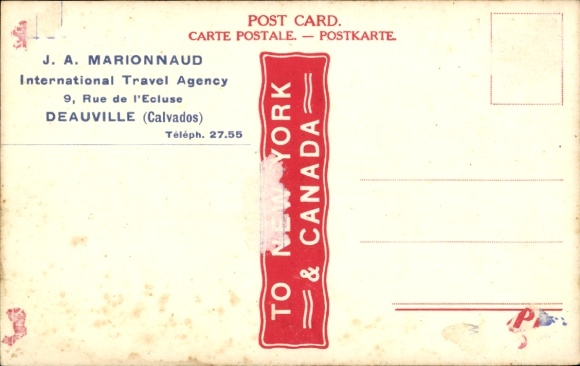 POST CARD.
CARTE POSTALE. — POSTKARTE.
J. A. MARIONNAUD
International Travel Agency
9, Rue de l'Ecluse
DEAUVILLE (Calvados)
Téléph. 27.55
TO NEW YORK
& CANADA